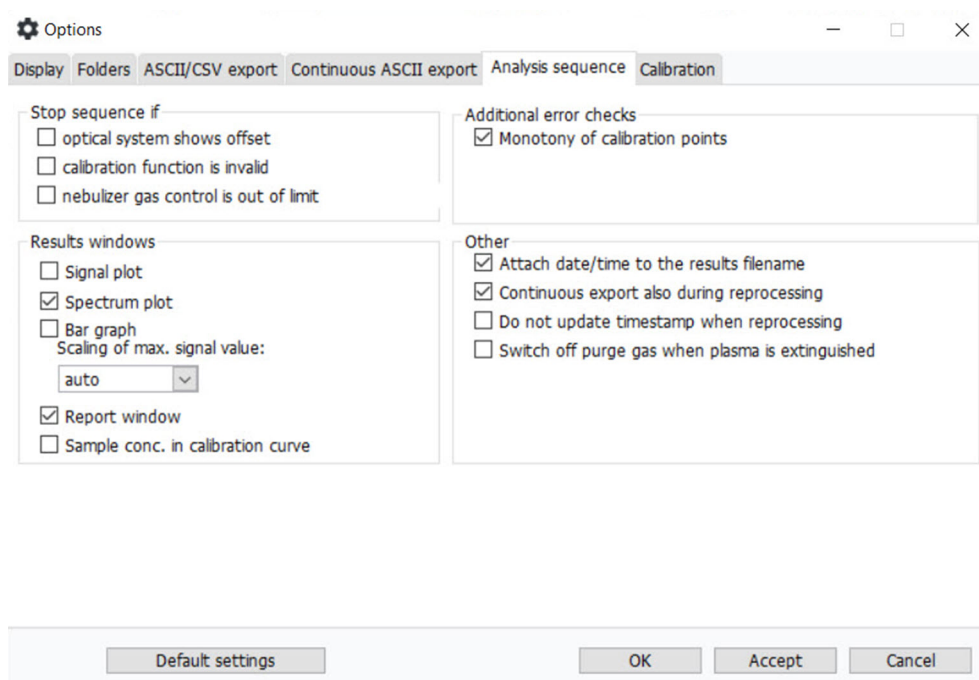 Options
Display Folders ASCII/CSV export Continuous ASCII export Analysis sequence Calibration
Stop sequence if
optical system shows offset
calibration function is invalid
nebulizer gas control is out of limit
Additional error checks
Monotony of calibration points
Results windows
Signal plot
Spectrum plot
Bar graph
Scaling of max. signal value:
auto
Report window
Sample conc. in calibration curve
Other
Attach date/time to the results filename
Continuous export also during reprocessing
Do not update timestamp when reprocessing
Switch off purge gas when plasma is extinguished
Default settings OK Accept Cancel